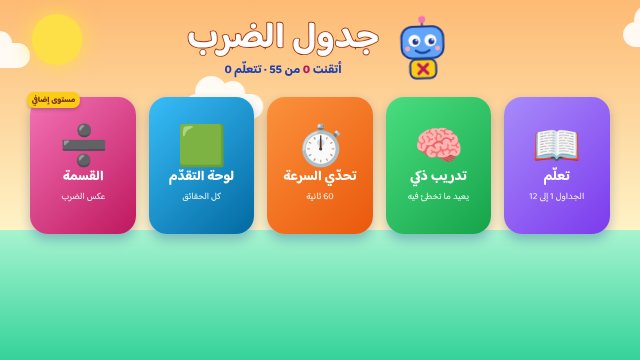 جدول الضرب
أتقنت 0 من 55 · تتعلّم 0
تعلّم
الجداول 1 إلى 12
تدريب ذكي
يعيد ما تخطئ فيه
تحدّي السرعة
60 ثانية
لوحة التقدّم
كل الحقائق
مستوى إضافي
القسمة
عكس الضرب